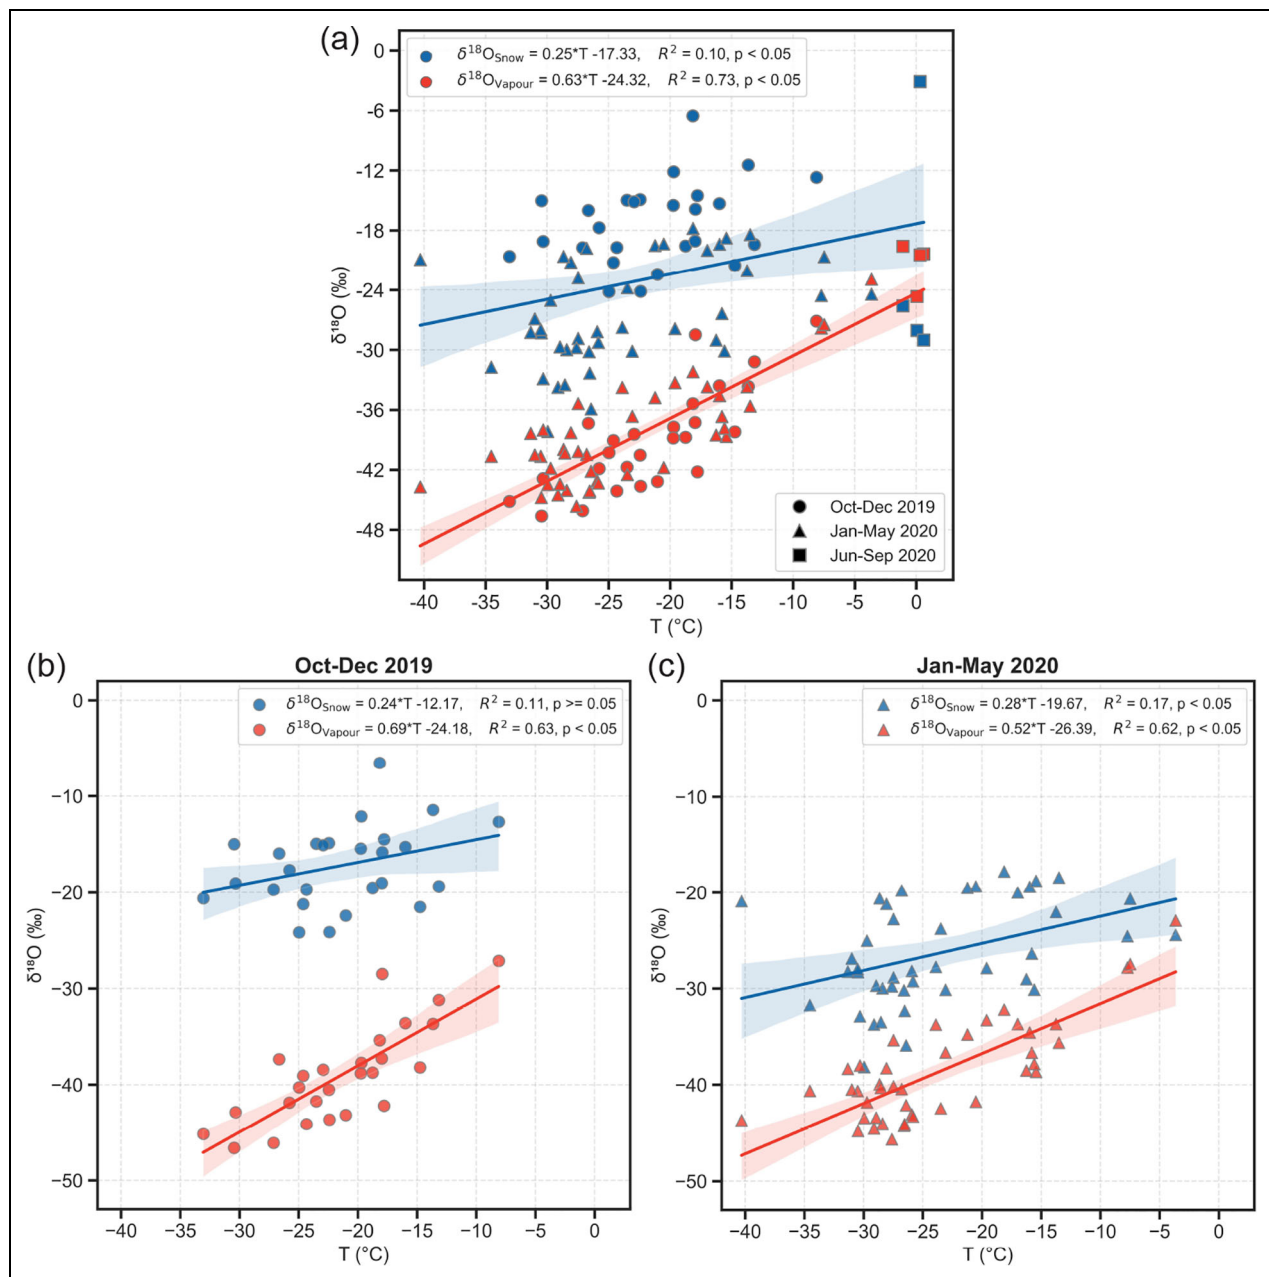 (a)
δ¹⁸O_Snow = 0.25*T -17.33, R² = 0.10, p < 0.05
δ¹⁸O_Vapour = 0.63*T -24.32, R² = 0.73, p < 0.05
0
-6
-12
-18
-24
-30
-36
-42
-48
δ¹⁸O (‰)
Oct-Dec 2019
Jan-May 2020
Jun-Sep 2020
-40 -35 -30 -25 -20 -15 -10 -5 0
T (°C)
(b)
Oct-Dec 2019
δ¹⁸O_Snow = 0.24*T -12.17, R² = 0.11, p >= 0.05
δ¹⁸O_Vapour = 0.69*T -24.18, R² = 0.63, p < 0.05
0
−10
−20
−30
−40
−50
δ¹⁸O (‰)
−40 −35 −30 −25 −20 −15 −10 −5 0
T (°C)
(c)
Jan-May 2020
δ¹⁸O_Snow = 0.28*T -19.67, R² = 0.17, p < 0.05
δ¹⁸O_Vapour = 0.52*T -26.39, R² = 0.62, p < 0.05
0
−10
−20
−30
−40
−50
δ¹⁸O (‰)
−40 −35 −30 −25 −20 −15 −10 −5 0
T (°C)